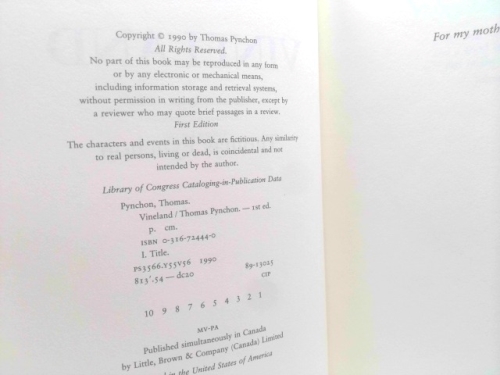 Copyright © 1990 by Thomas Pynchon
All Rights Reserved.
No part of this book may be reproduced in any form
or by any electronic or mechanical means,
including information storage and retrieval systems,
without permission in writing from the publisher, except by
a reviewer who may quote brief passages in a review.
First Edition
The characters and events in this book are fictitious. Any similarity
to real persons, living or dead, is coincidental and not
intended by the author.
Library of Congress Cataloging-in-Publication Data
Pynchon, Thomas.
Vineland / Thomas Pynchon. — 1st ed.
p. cm.
ISBN 0-316-72444-0
I. Title.
PS3566.Y55V56 1990
813'.54 — dc20 89-13025
CIP
10 9 8 7 6 5 4 3 2 1
MV-PA
Published simultaneously in Canada
by Little, Brown & Company (Canada) Limited
in the United States of America
For my moth